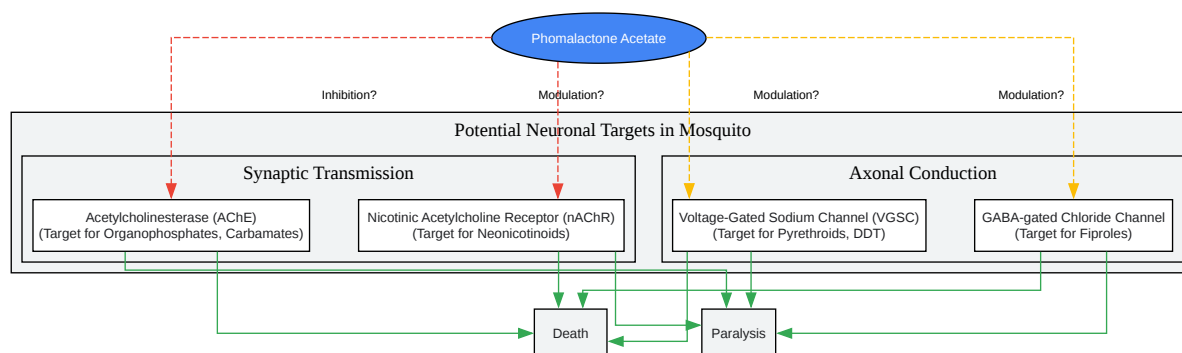 Phomalactone Acetate
Inhibition?
Modulation?
Modulation?
Modulation?
Potential Neuronal Targets in Mosquito
Synaptic Transmission
Axonal Conduction
Acetylcholinesterase (AChE)
(Target for Organophosphates, Carbamates)
Nicotinic Acetylcholine Receptor (nAChR)
(Target for Neonicotinoids)
Voltage-Gated Sodium Channel (VGSC)
(Target for Pyrethroids, DDT)
GABA-gated Chloride Channel
(Target for Fiproles)
Death
Paralysis